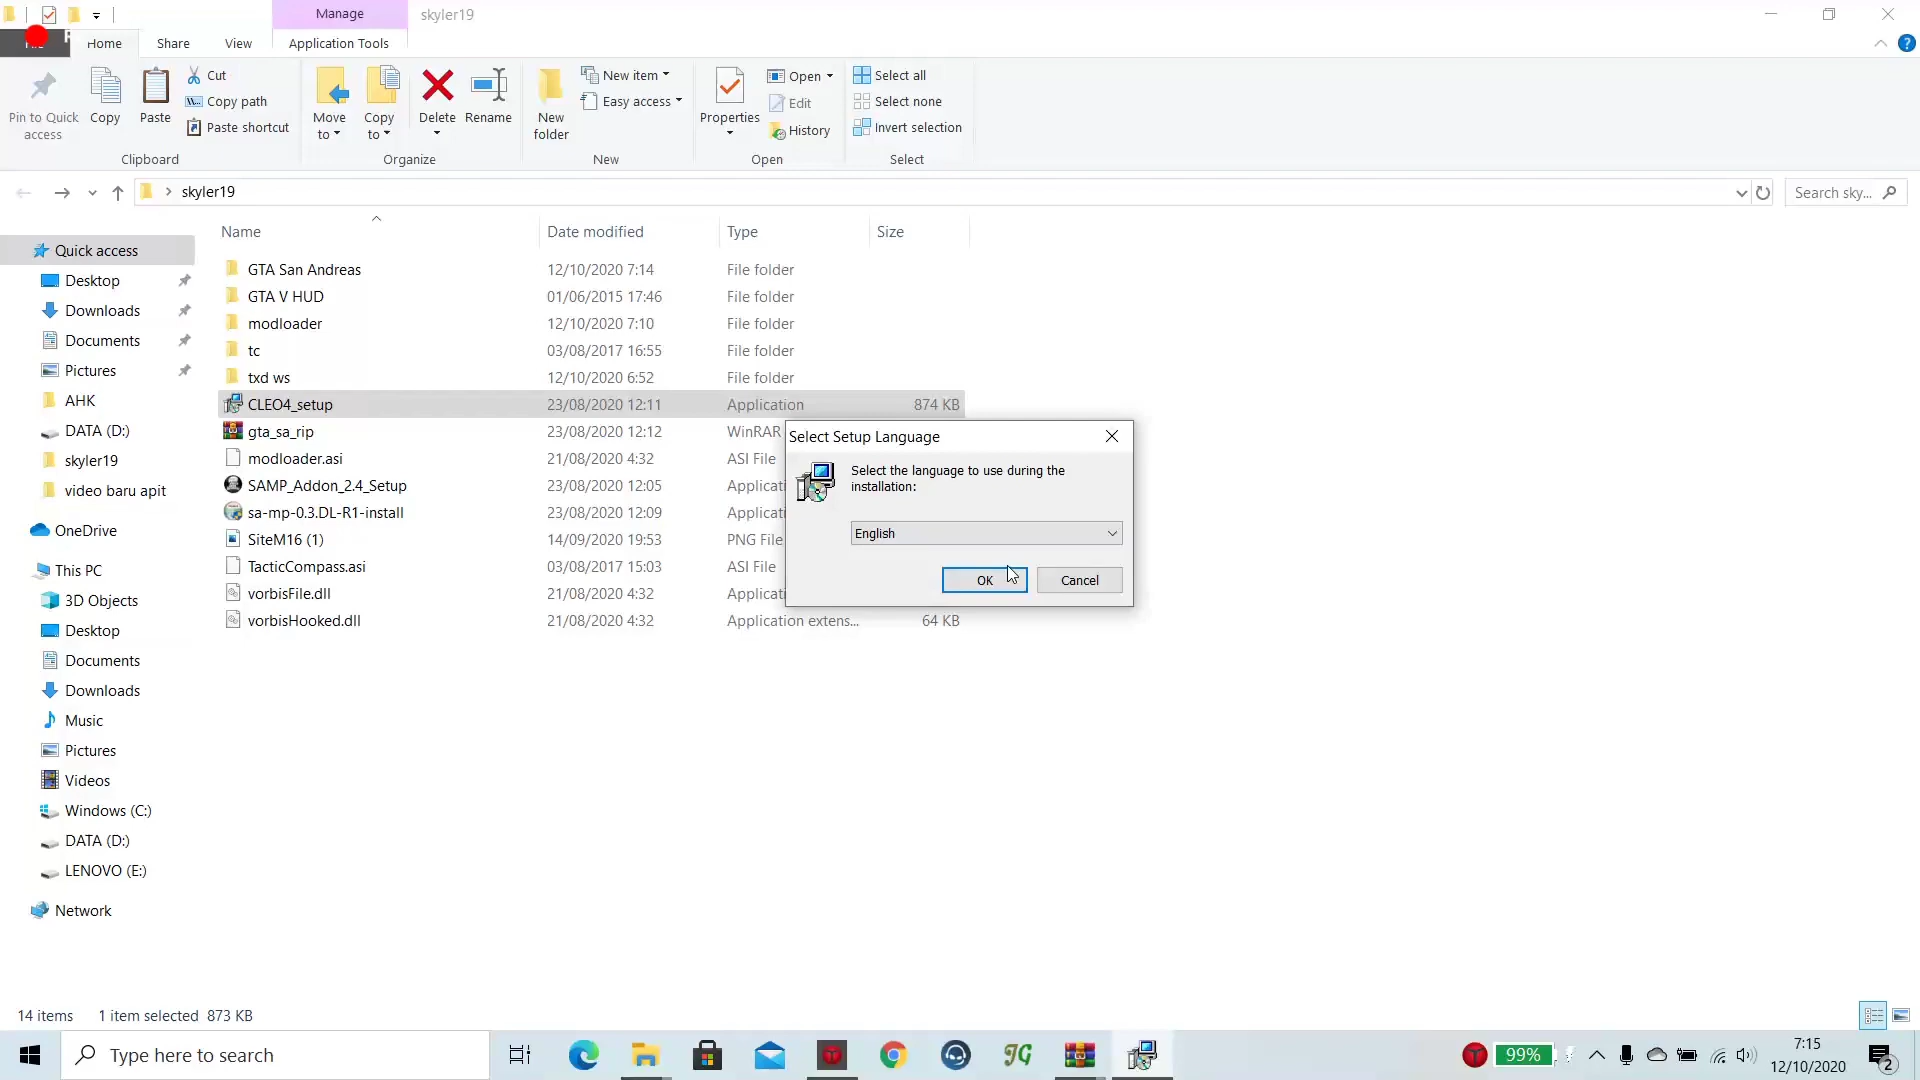 Manage
skyler19
Home
Share
View
Application Tools
Pin to Quick
access
Copy
Paste
Cut
Copy path
Paste shortcut
Move
to
Copy
to
Delete
Rename
New
folder
New item
Easy access
Properties
Open
Edit
History
Select all
Select none
Invert selection
Clipboard
Organize
New
Open
Select
skyler19
Search sky...
Name
Date modified
Type
Size
GTA San Andreas 12/10/2020 7:14 File folder
GTA V HUD 01/06/2015 17:46 File folder
modloader 12/10/2020 7:10 File folder
tc 03/08/2017 16:55 File folder
txd ws 12/10/2020 6:52 File folder
CLEO4_setup 23/08/2020 12:11 Application 874 KB
gta_sa_rip 23/08/2020 12:12 WinRAR
modloader.asi 21/08/2020 4:32 ASI File
SAMP_Addon_2.4_Setup 23/08/2020 12:05 Applicati
sa-mp-0.3.DL-R1-install 23/08/2020 12:09 Applicati
SiteM16 (1) 14/09/2020 19:53 PNG File
TacticCompass.asi 03/08/2017 15:03 ASI File
vorbisFile.dll 21/08/2020 4:32 Applicati
vorbisHooked.dll 21/08/2020 4:32 Application extens... 64 KB
Quick access
Desktop
Downloads
Documents
Pictures
AHK
DATA (D:)
skyler19
video baru apit
OneDrive
This PC
3D Objects
Desktop
Documents
Downloads
Music
Pictures
Videos
Windows (C:)
DATA (D:)
LENOVO (E:)
Network
Select Setup Language
Select the language to use during the
installation:
English
OK
Cancel
14 items 1 item selected 873 KB
Type here to search
JG
99%
7:15
12/10/2020
2